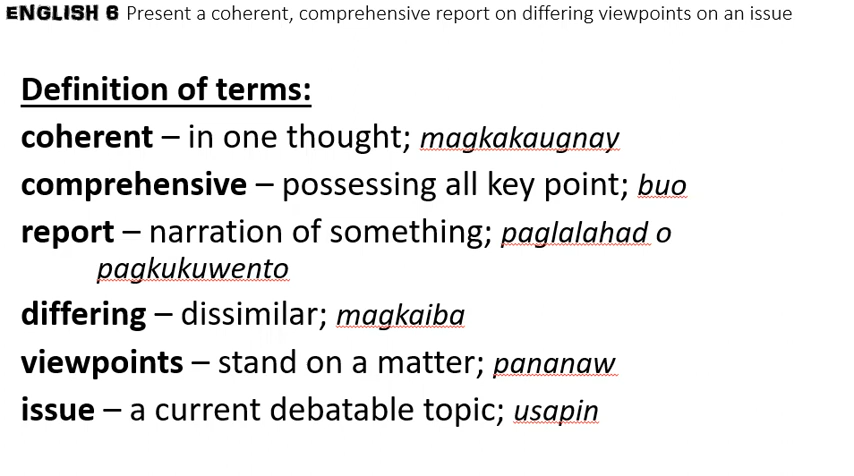 ENGLISH 6 Present a coherent, comprehensive report on differing viewpoints on an issue
Definition of terms:
coherent – in one thought; magkakaugnay
comprehensive – possessing all key point; buo
report – narration of something; paglalahad o
pagkukuwento
differing – dissimilar; magkaiba
viewpoints – stand on a matter; pananaw
issue – a current debatable topic; usapin